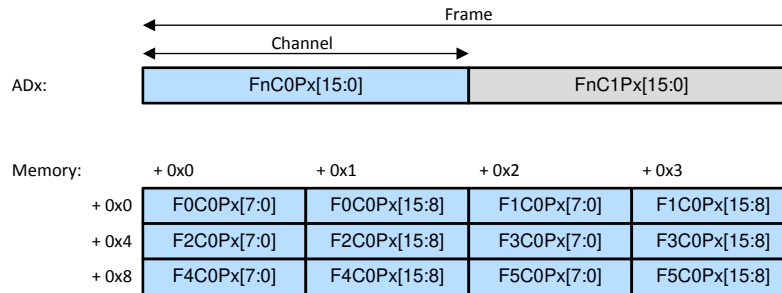 Frame
Channel
ADx: FnC0Px[15:0] FnC1Px[15:0]
Memory: + 0x0 + 0x1 + 0x2 + 0x3
+ 0x0 F0C0Px[7:0] F0C0Px[15:8] F1C0Px[7:0] F1C0Px[15:8]
+ 0x4 F2C0Px[7:0] F2C0Px[15:8] F3C0Px[7:0] F3C0Px[15:8]
+ 0x8 F4C0Px[7:0] F4C0Px[15:8] F5C0Px[7:0] F5C0Px[15:8]